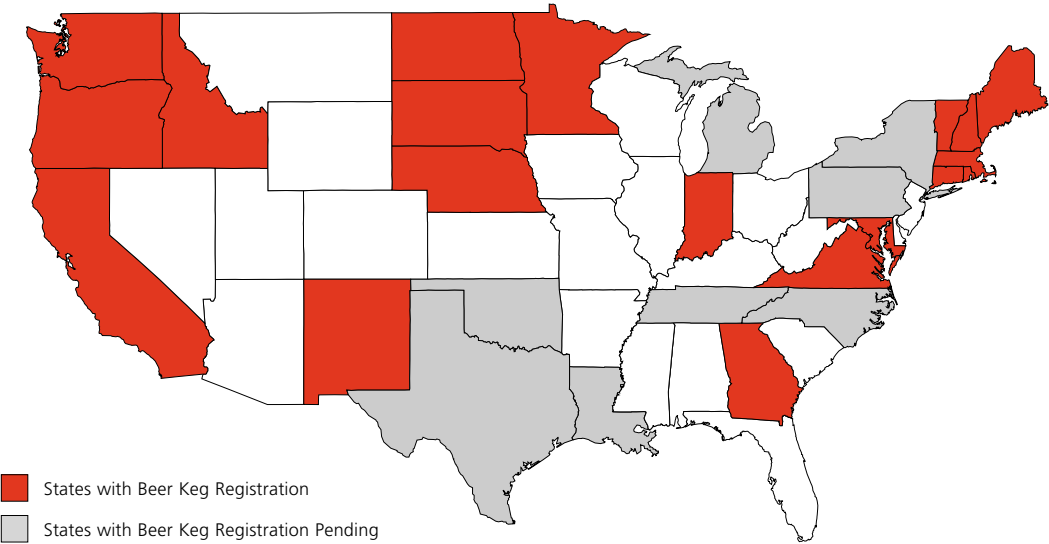 States with Beer Keg Registration
States with Beer Keg Registration Pending